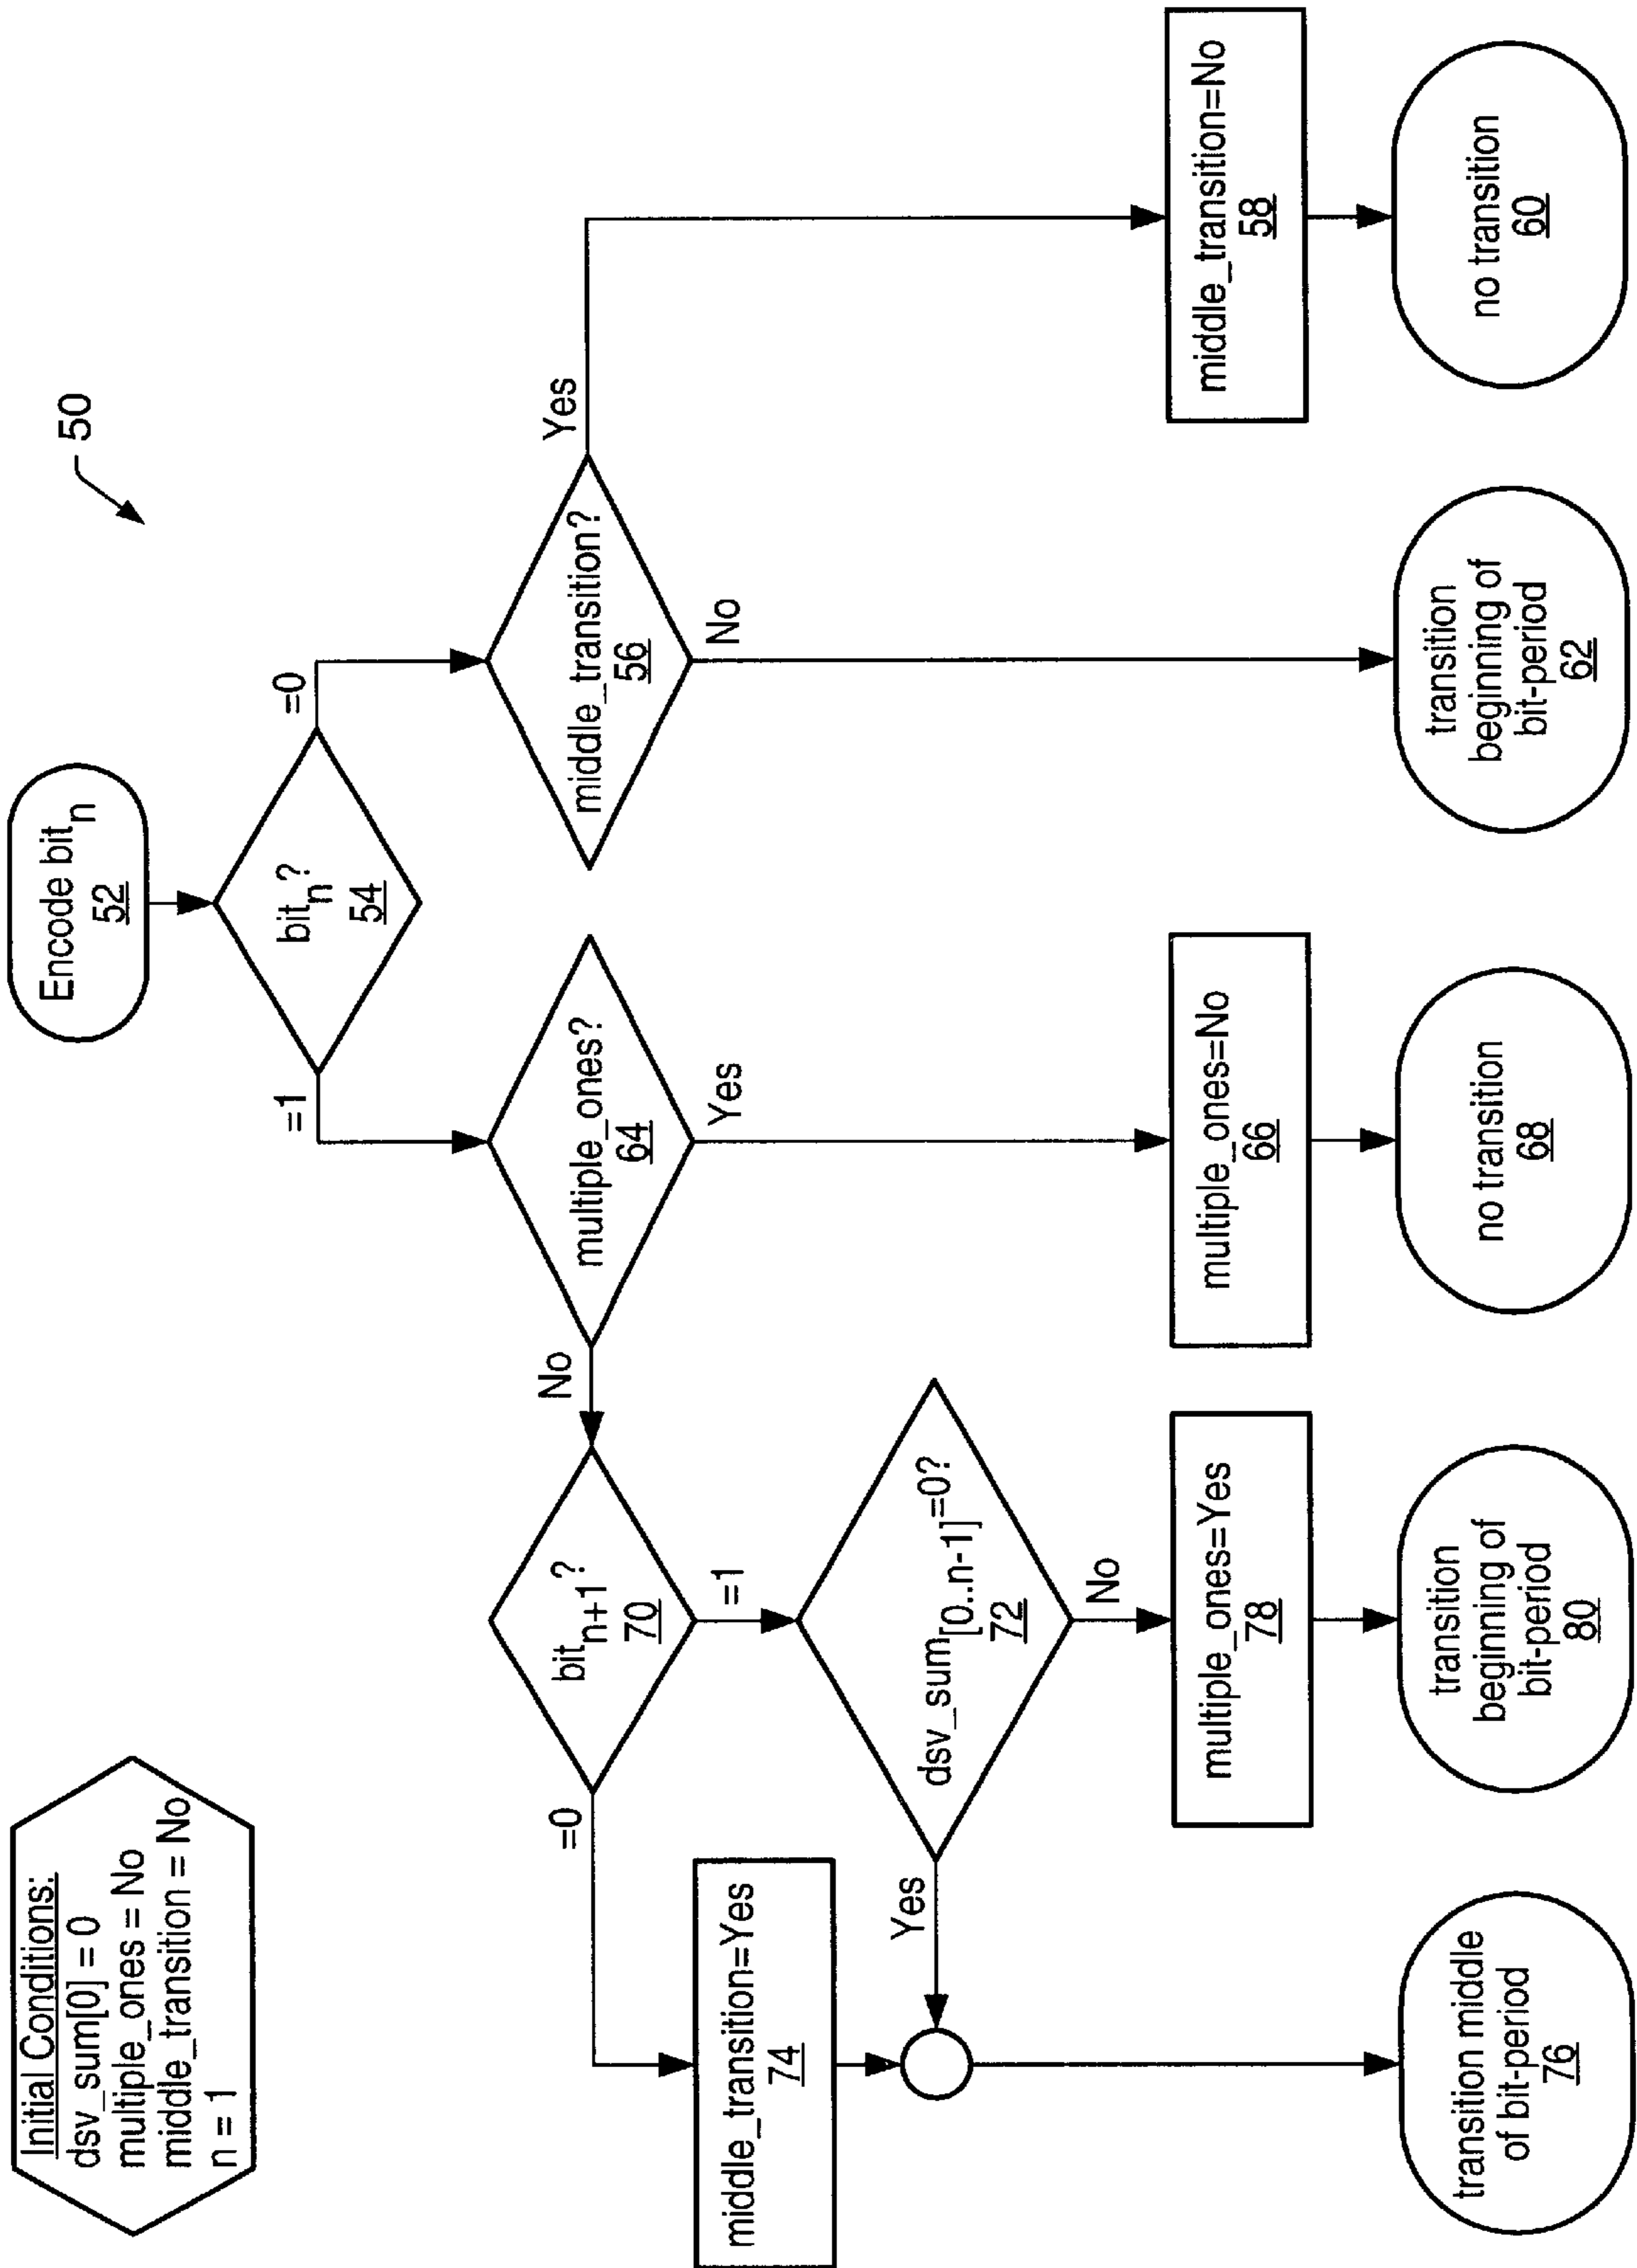 Initial Conditions:
dsv_sum[0] = 0
multiple_ones = No
middle_transition = No
n = 1
50
Encode bit_n
52
bit_n?
54
=1
=0
multiple_ones?
64
No
Yes
middle_transition?
56
No
Yes
bit_n+1?
70
=0
=1
middle_transition=Yes
74
dsv_sum[0..n-1]=0?
72
Yes
No
multiple_ones=Yes
78
multiple_ones=No
66
middle_transition=No
58
transition middle
of bit-period
76
transition
beginning of
bit-period
80
no transition
68
transition
beginning of
bit-period
62
no transition
60